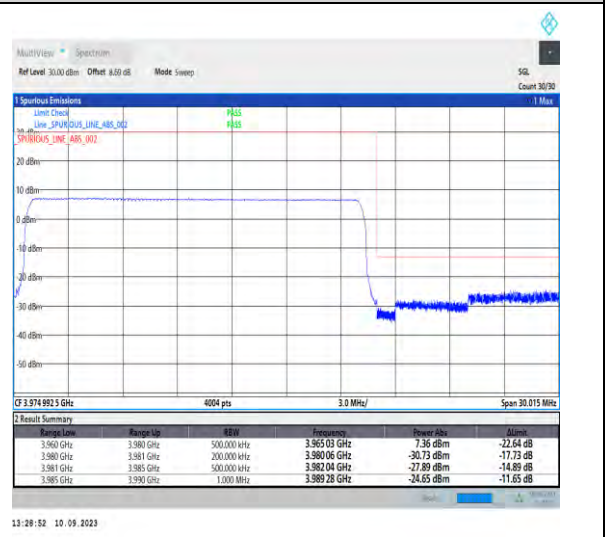 MultiView Spectrum
Ref Level 30.00 dBm Offset 8.69 dB Mode Sweep SGL
Count 30/30
1 Spurious Emissions 1 Max
Limit Check PASS
Line _SPURIOUS_LINE_ABS_002 PASS
_SPURIOUS_LINE_ABS_002
20 dBm
10 dBm
0 dBm
-10 dBm
-20 dBm
-30 dBm
-40 dBm
-50 dBm
CF 3.974 992 5 GHz 4004 pts 3.0 MHz/ Span 30.015 MHz
2 Result Summary
Range Low Range Up RBW Frequency Power Abs ΔLimit
3.960 GHz 3.980 GHz 500.000 kHz 3.965 03 GHz 7.36 dBm -22.64 dB
3.980 GHz 3.981 GHz 200.000 kHz 3.980 06 GHz -30.73 dBm -17.73 dB
3.981 GHz 3.985 GHz 500.000 kHz 3.982 04 GHz -27.89 dBm -14.89 dB
3.985 GHz 3.990 GHz 1.000 MHz 3.989 28 GHz -24.65 dBm -11.65 dB
13:28:52 10.09.2023